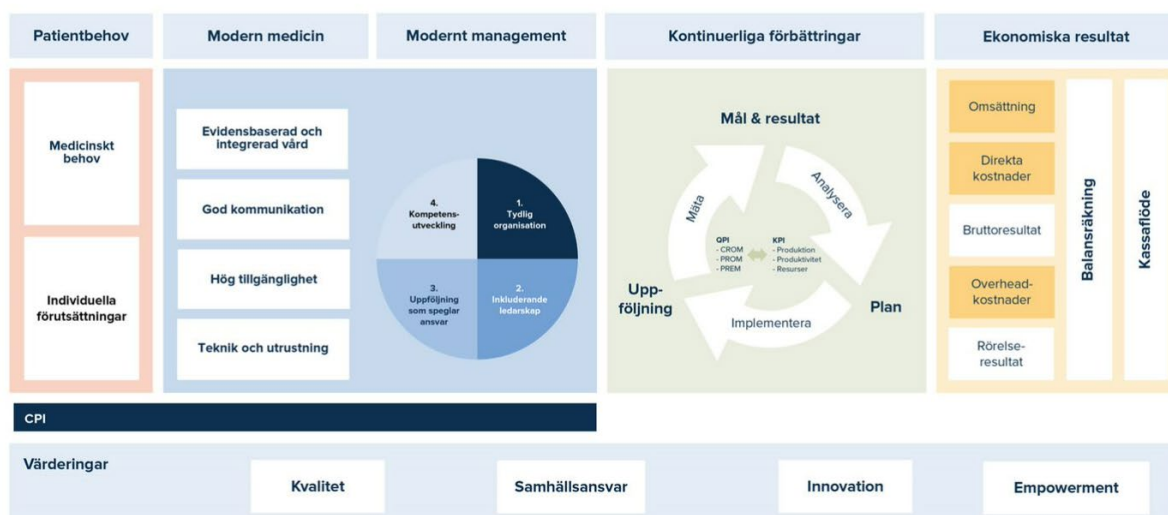 Patientbehov
Modern medicin
Modernt management
Kontinuerliga förbättringar
Ekonomiska resultat
Medicinskt
behov
Individuella
förutsättningar
Evidensbaserad och
integrerad vård
God kommunikation
Hög tillgänglighet
Teknik och utrustning
4.
Kompetens-
utveckling
1.
Tydlig
organisation
3.
Uppföljning
som speglar
ansvar
2.
Inkluderande
ledarskap
Mål & resultat
Mäta
Analysera
QPI
- CROM
- PROM
- PREM
KPI
- Produktion
- Produktivitet
- Resurser
Upp-
följning
Plan
Implementera
Omsättning
Direkta
kostnader
Bruttoresultat
Overhead-
kostnader
Rörelse-
resultat
Balansräkning
Kassaflöde
CPI
Värderingar
Kvalitet
Samhällsansvar
Innovation
Empowerment